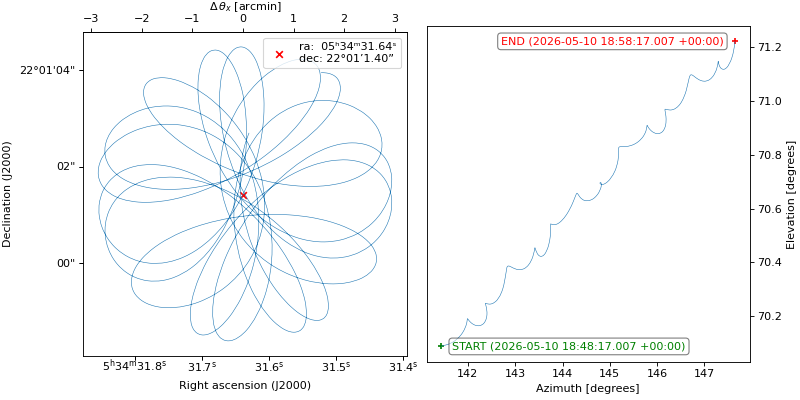 Δθx [arcmin]
−3 −2 −1 0 1 2 3
ra: 05ʰ34ᵐ31.64ˢ
dec: 22°01′1.40″
22°01'04"
02"
00"
Declination (J2000)
5ʰ34ᵐ31.8ˢ 31.7ˢ 31.6ˢ 31.5ˢ 31.4ˢ
Right ascension (J2000)
END (2026-05-10 18:58:17.007 +00:00)
START (2026-05-10 18:48:17.007 +00:00)
71.2
71.0
70.8
70.6
70.4
70.2
Elevation [degrees]
142 143 144 145 146 147
Azimuth [degrees]